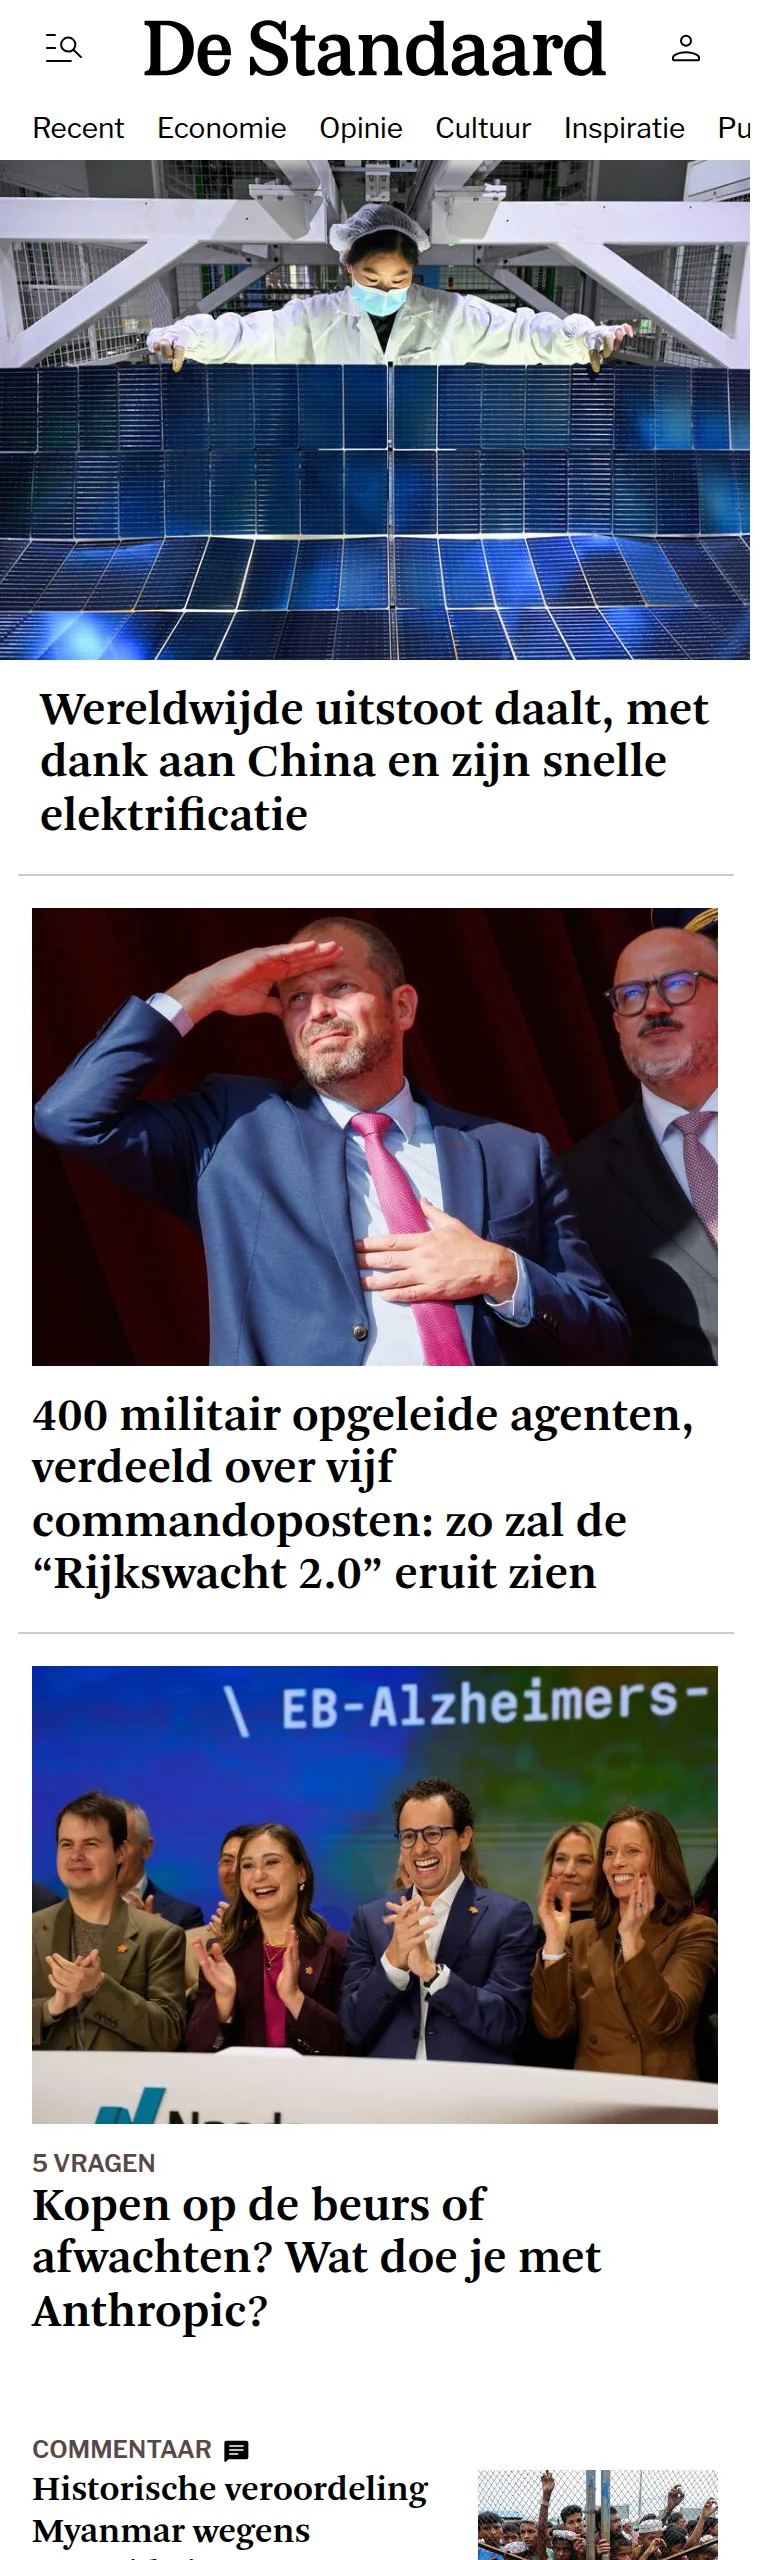 De Standaard
Recent Economie Opinie Cultuur Inspiratie Pu
Wereldwijde uitstoot daalt, met
dank aan China en zijn snelle
elektrificatie
400 militair opgeleide agenten,
verdeeld over vijf
commandoposten: zo zal de
“Rijkswacht 2.0” eruit zien
\ EB-Alzheimers-
5 VRAGEN
Kopen op de beurs of
afwachten? Wat doe je met
Anthropic?
COMMENTAAR
Historische veroordeling
Myanmar wegens